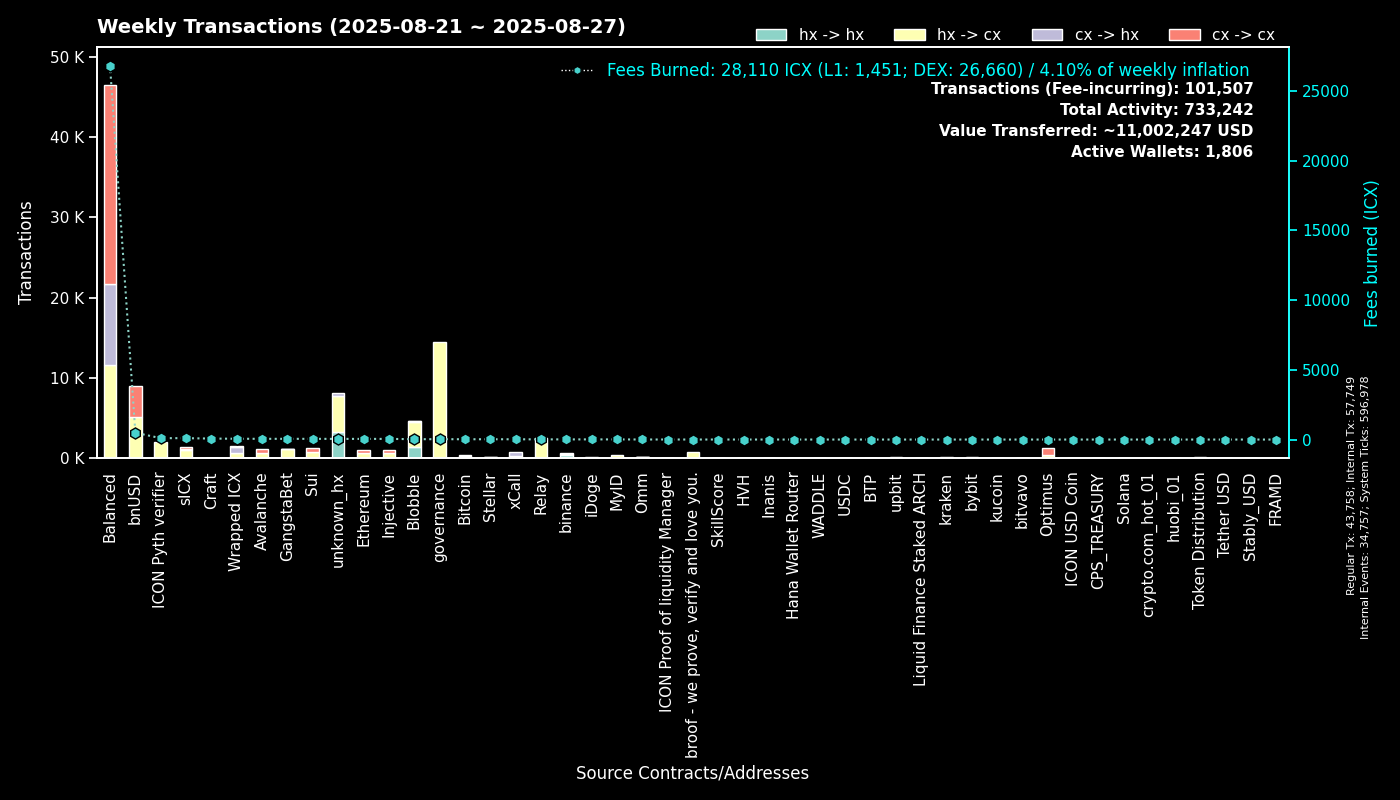 Weekly Transactions (2025-08-21 ~ 2025-08-27)
hx -> hx
hx -> cx
cx -> hx
cx -> cx
Fees Burned: 28,110 ICX (L1: 1,451; DEX: 26,660) / 4.10% of weekly inflation
Transactions (Fee-incurring): 101,507
Total Activity: 733,242
Value Transferred: ~11,002,247 USD
Active Wallets: 1,806
Transactions
50 K
40 K
30 K
20 K
10 K
0 K
25000
20000
15000
10000
5000
0
Fees burned (ICX)
Regular Tx: 43,758; Internal Tx: 57,749
Internal Events: 34,757; System Ticks: 596,978
Balanced
bnUSD
ICON Pyth verifier
sICX
Craft
Wrapped ICX
Avalanche
GangstaBet
Sui
unknown_hx
Ethereum
Injective
Blobble
governance
Bitcoin
Stellar
xCall
Relay
binance
iDoge
MyID
Omm
ICON Proof of liquidity Manager
broof - we prove, verify and love you.
SkillScore
HVH
Inanis
Hana Wallet Router
WADDLE
USDC
BTP
upbit
Liquid Finance Staked ARCH
kraken
bybit
kucoin
bitvavo
Optimus
ICON USD Coin
CPS_TREASURY
Solana
crypto.com_hot_01
huobi_01
Token Distribution
Tether USD
Stably_USD
FRAMD
Source Contracts/Addresses